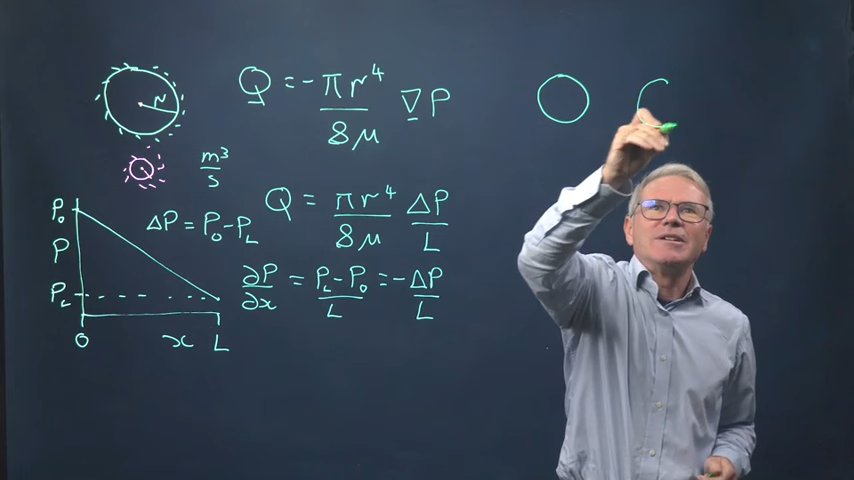 r
Q = -πr⁴/8μ ∇P
Q
m³/s
Q = πr⁴/8μ ΔP/L
ΔP = P₀-P_L
P₀
P
P_L
∂P/∂x = P_L-P₀/L = -ΔP/L
0 x L